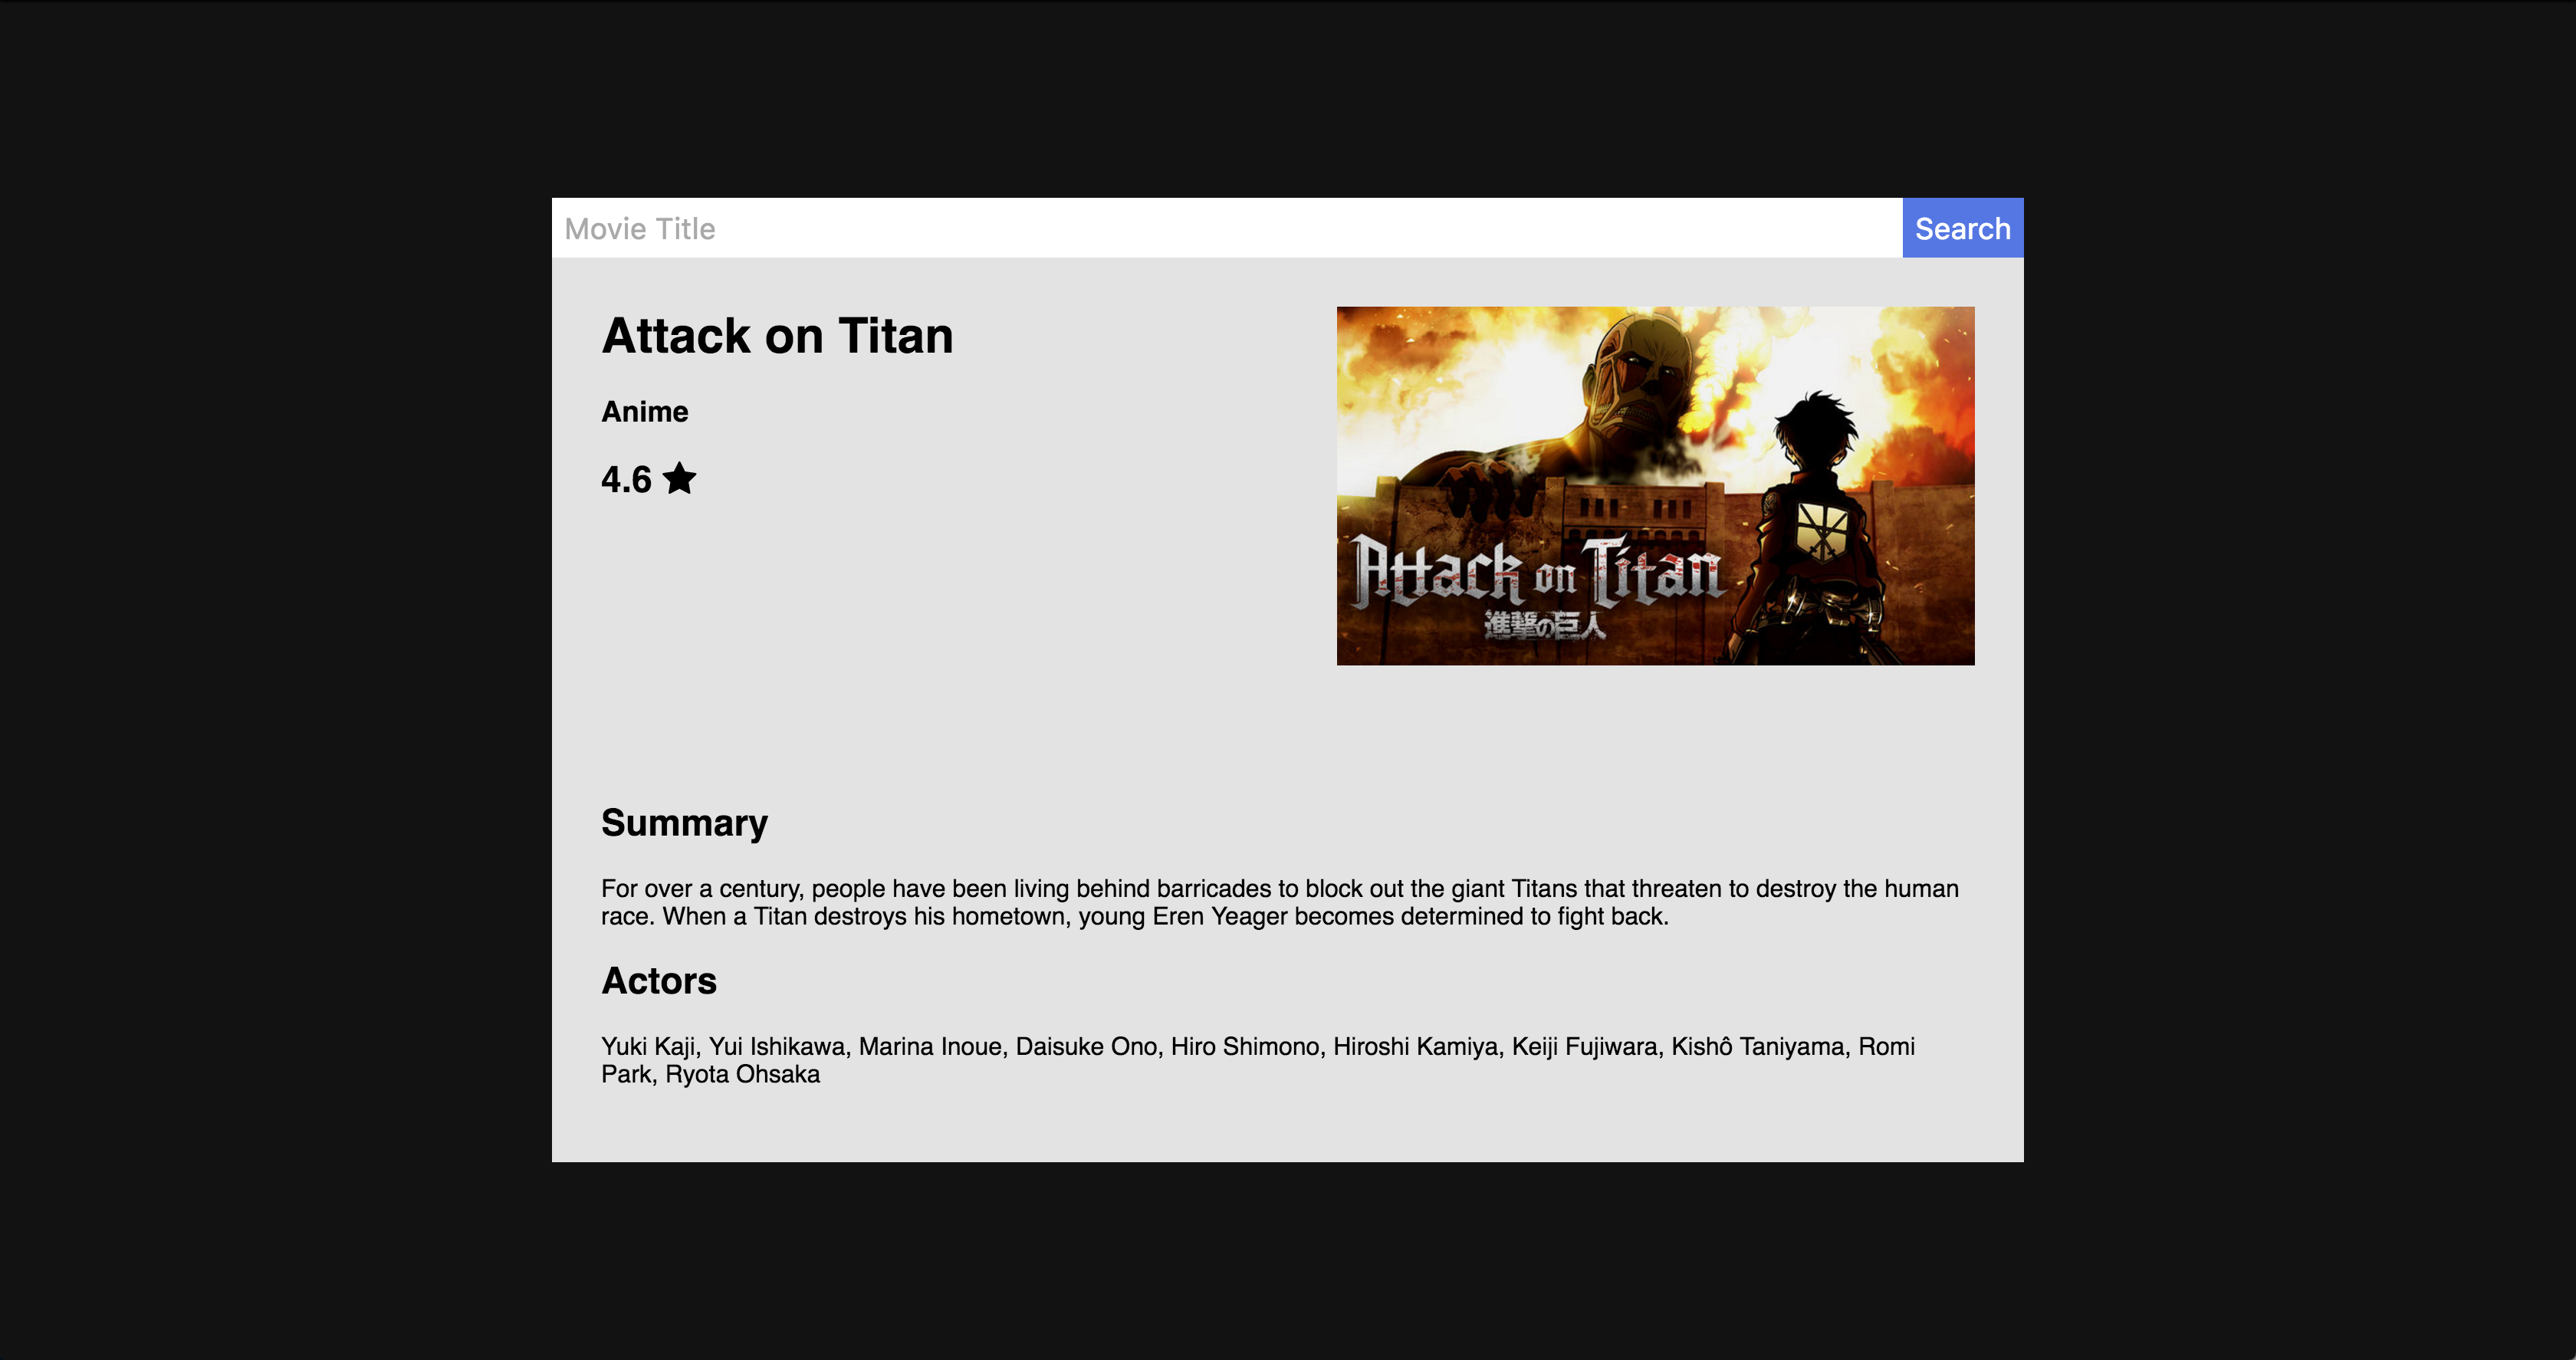 Movie Title
Search
Attack on Titan
Anime
4.6
Attack on Titan
進撃の巨人
Summary
For over a century, people have been living behind barricades to block out the giant Titans that threaten to destroy the human
race. When a Titan destroys his hometown, young Eren Yeager becomes determined to fight back.
Actors
Yuki Kaji, Yui Ishikawa, Marina Inoue, Daisuke Ono, Hiro Shimono, Hiroshi Kamiya, Keiji Fujiwara, Kishô Taniyama, Romi
Park, Ryota Ohsaka